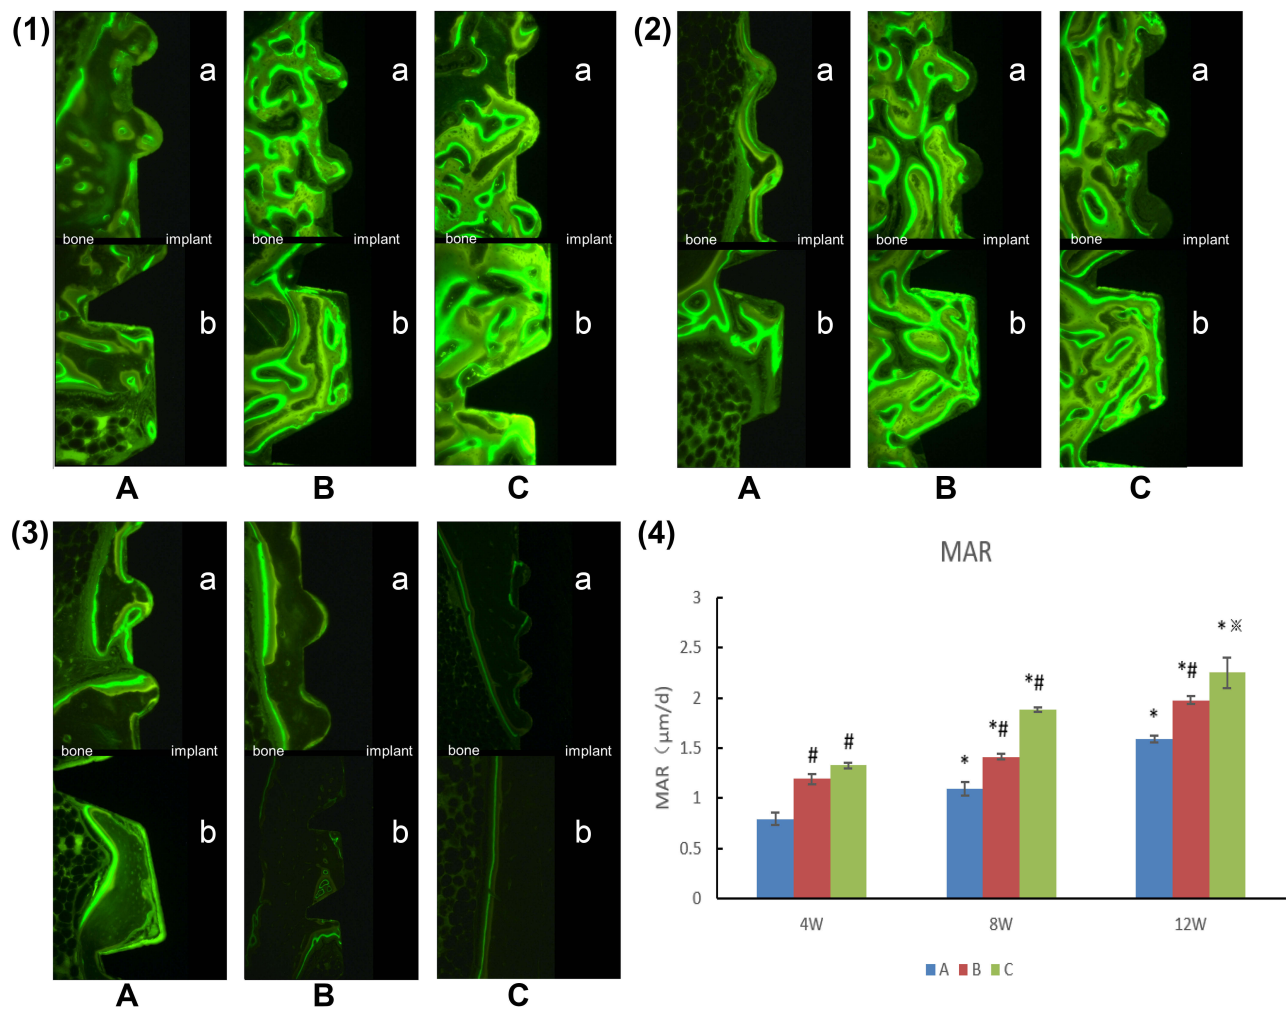 (1)
a
a
a
bone implant
bone implant
bone implant
b
b
b
A
B
C
(2)
a
a
a
bone implant
bone implant
bone implant
b
b
b
A
B
C
(3)
a
a
a
bone implant
bone implant
bone implant
b
b
b
A
B
C
(4)
MAR
MAR（μm/d)
3
2.5
2
1.5
1
0.5
0
#
#
*
*#
*#
*
*#
*※
4W
8W
12W
A B C